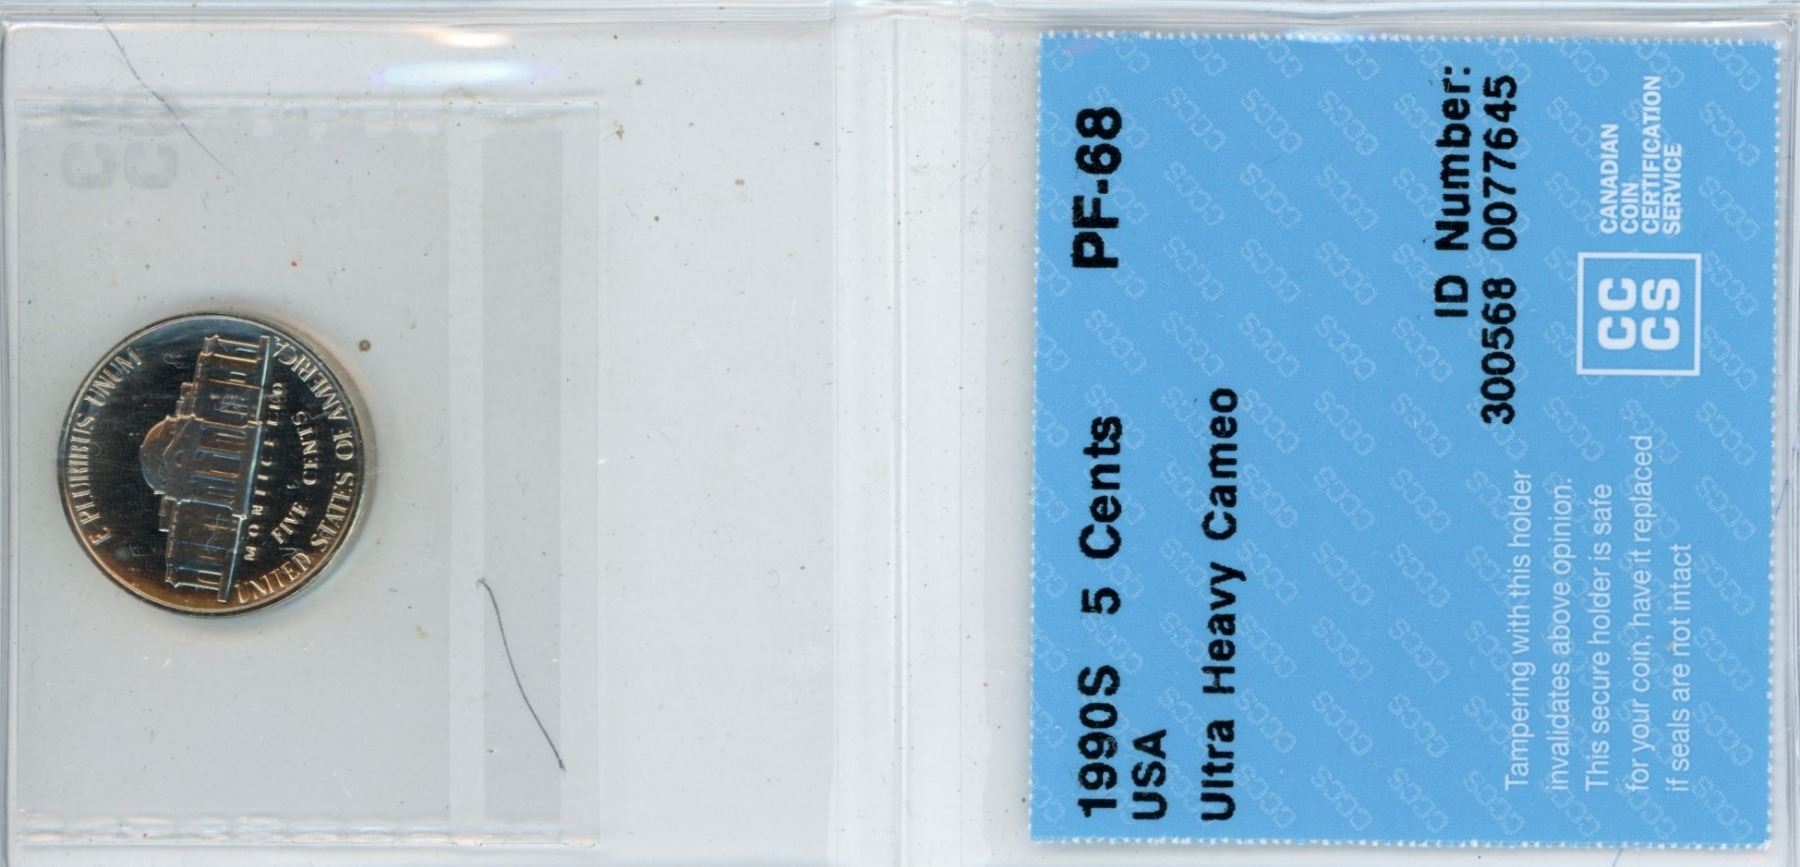 E PLURIBUS UNUM
MONTICELLO
FIVE CENTS
UNITED STATES OF AMERICA
1990S 5 Cents PF-68
USA
Ultra Heavy Cameo
ID Number:
300568 0077645
Tampering with this holder
invalidates above opinion.
This secure holder is safe
for your coin, have it replaced
if seals are not intact
CC
CS
CANADIAN
COIN
CERTIFICATION
SERVICE